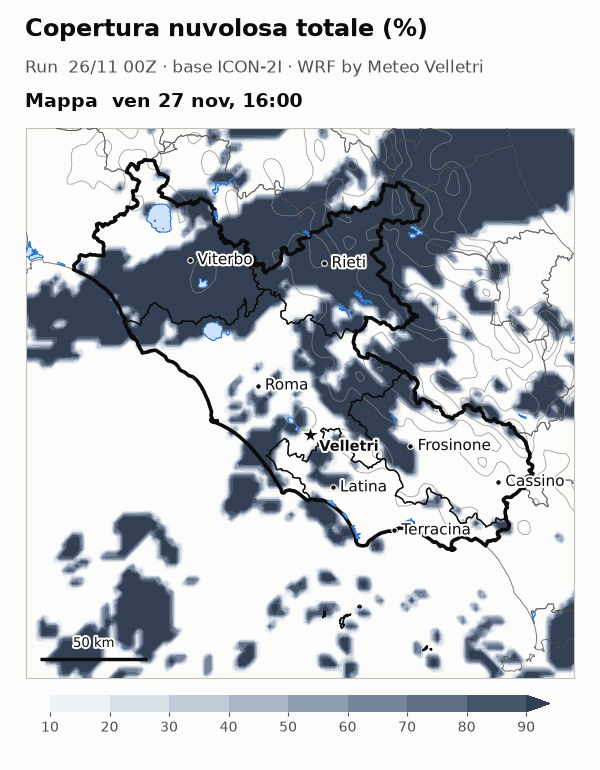 Copertura nuvolosa totale (%)
Run 26/11 00Z · base ICON-2I · WRF by Meteo Velletri
Mappa ven 27 nov, 16:00
Viterbo
Rieti
Roma
Velletri
Frosinone
Latina
Cassino
Terracina
50 km
10 20 30 40 50 60 70 80 90